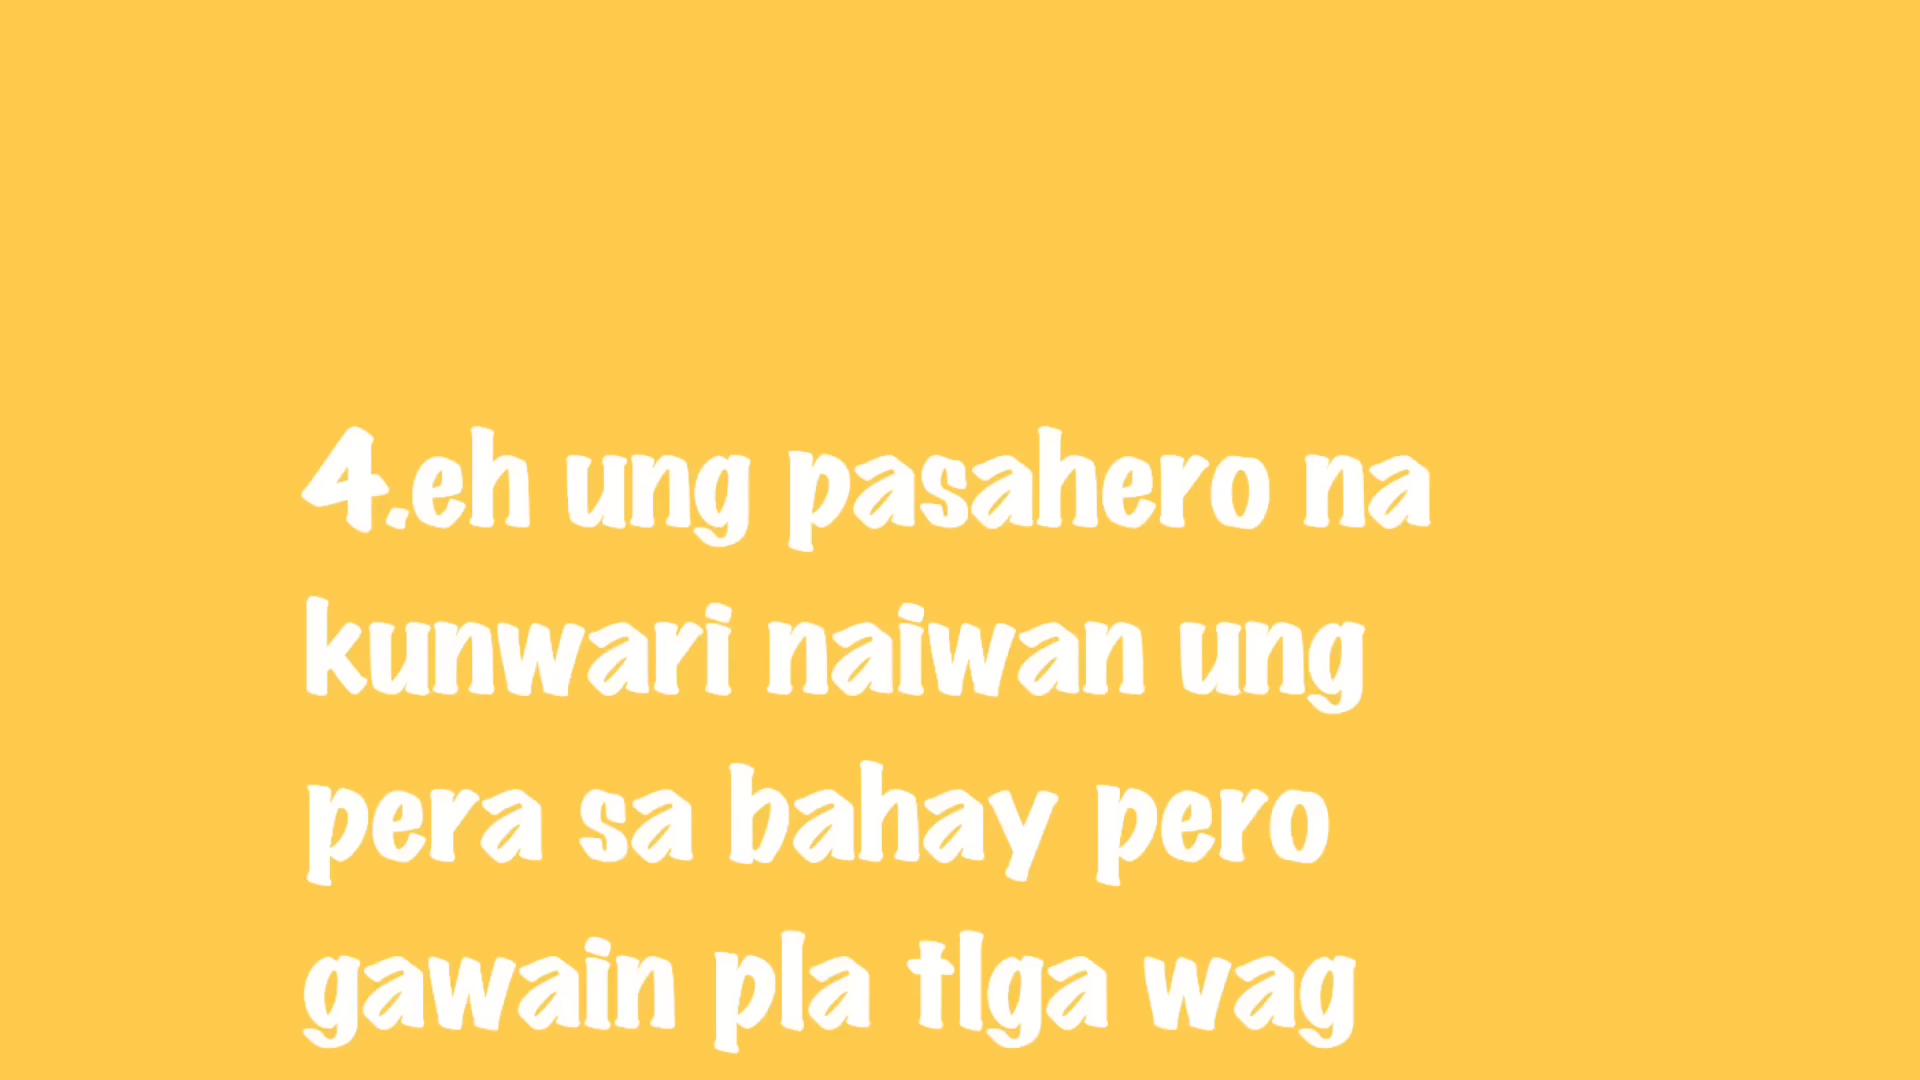 4.eh ung pasahero na
kunwari naiwan ung
pera sa bahay pero
gawain pla tlga wag